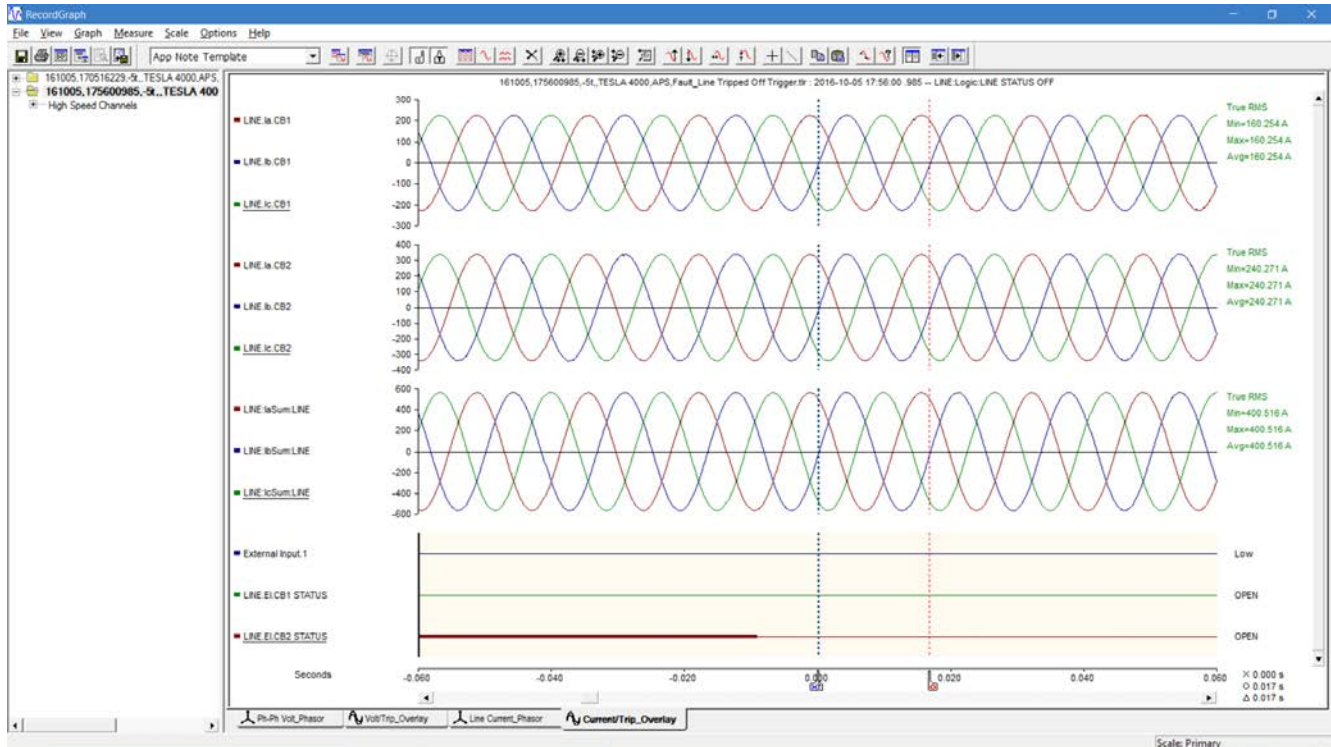 RecordGraph
File View Graph Measure Scale Options Help
App Note Template
161005,170516229,-5t,,TESLA 4000,APS,
161005,175600985,-5t,,TESLA 400
High Speed Channels
161005,175600985,-5t,,TESLA 4000,APS,Fault_Line Tripped Off Trigger.tlr : 2016-10-05 17:56:00 .985 -- LINE:Logic:LINE STATUS OFF
300
200
100
0
-100
-200
-300
LINE.Ia.CB1
LINE.Ib.CB1
LINE.Ic.CB1
True RMS
Min=160.254 A
Max=160.254 A
Avg=160.254 A
400
300
200
100
0
-100
-200
-300
-400
LINE.Ia.CB2
LINE.Ib.CB2
LINE.Ic.CB2
True RMS
Min=240.271 A
Max=240.271 A
Avg=240.271 A
600
400
200
0
-200
-400
-600
LINE:IaSum:LINE
LINE:IbSum:LINE
LINE:IcSum:LINE
True RMS
Min=400.516 A
Max=400.516 A
Avg=400.516 A
External Input.1 Low
LINE.EI.CB1 STATUS OPEN
LINE.EI.CB2 STATUS OPEN
Seconds -0.060 -0.040 -0.020 0.000 0.020 0.040 0.060
X 0.000 s
O 0.017 s
Δ 0.017 s
Ph-Ph Volt_Phasor Volt/Trip_Overlay Line Current_Phasor Current/Trip_Overlay
Scale: Primary